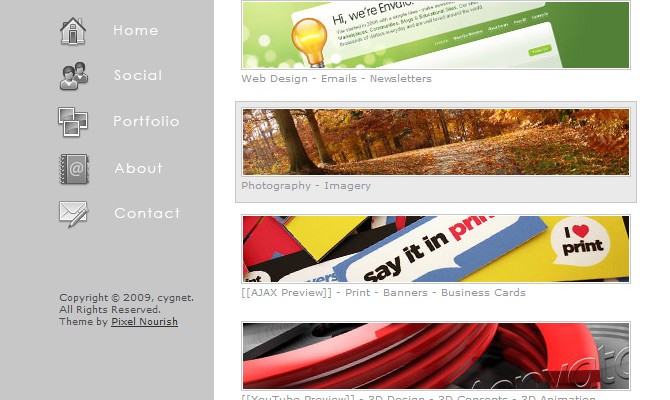 Home
Social
Portfolio
About
Contact
Copyright © 2009, cygnet.
All Rights Reserved.
Theme by Pixel Nourish
Hi, we're Envato.
Web Design - Emails - Newsletters
Photography - Imagery
say it in print
I
print
[[AJAX Preview]] - Print - Banners - Business Cards
envato
[[YouTube Preview]] - 3D Design - 3D Concepts - 3D Animation